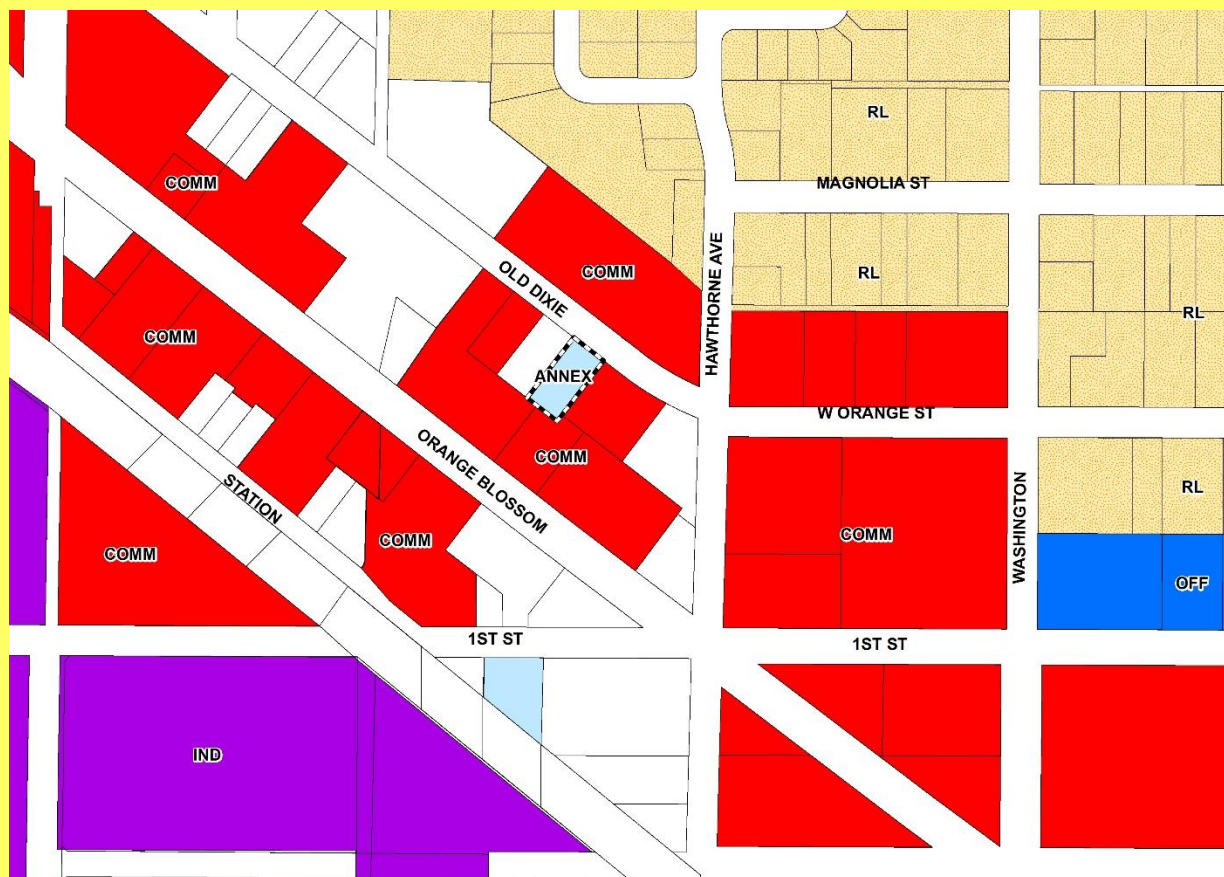 RL
COMM
MAGNOLIA ST
HAWTHORNE AVE
OLD DIXIE
COMM
RL
RL
COMM
ANNEX
W ORANGE ST
ORANGE BLOSSOM
COMM
STATION
RL
COMM
COMM
COMM
WASHINGTON
OFF
1ST ST
1ST ST
IND